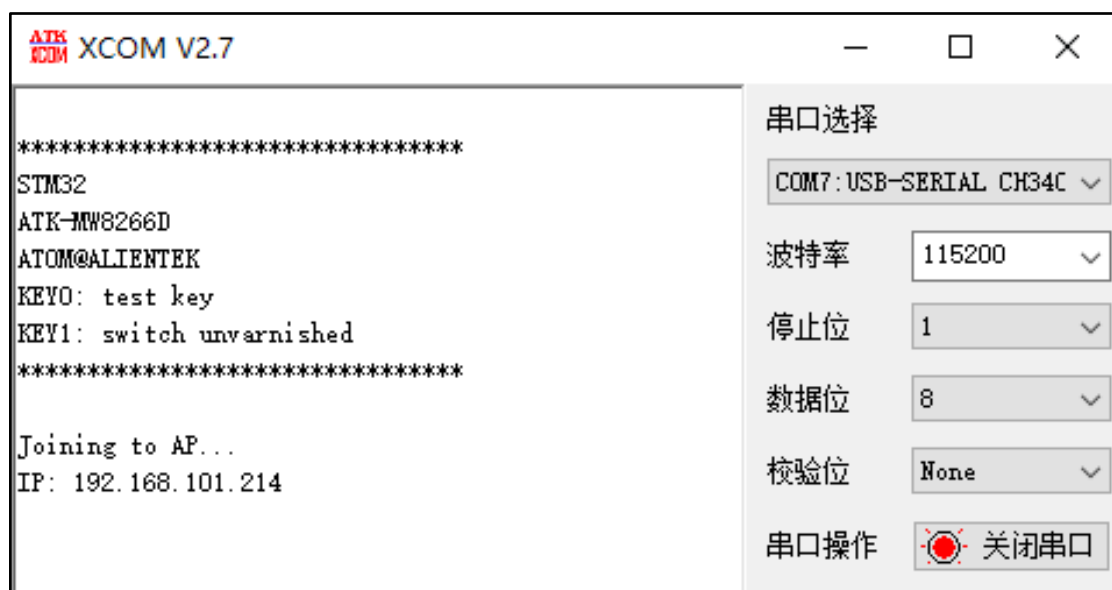 ATK
XCOM
XCOM V2.7
********************************
STM32
ATK-MW8266D
ATOM@ALIENTEK
KEY0: test key
KEY1: switch unvarnished
********************************
Joining to AP...
IP: 192.168.101.214
串口选择
COM7:USB-SERIAL CH34C
波特率
115200
停止位
1
数据位
8
校验位
None
串口操作
关闭串口